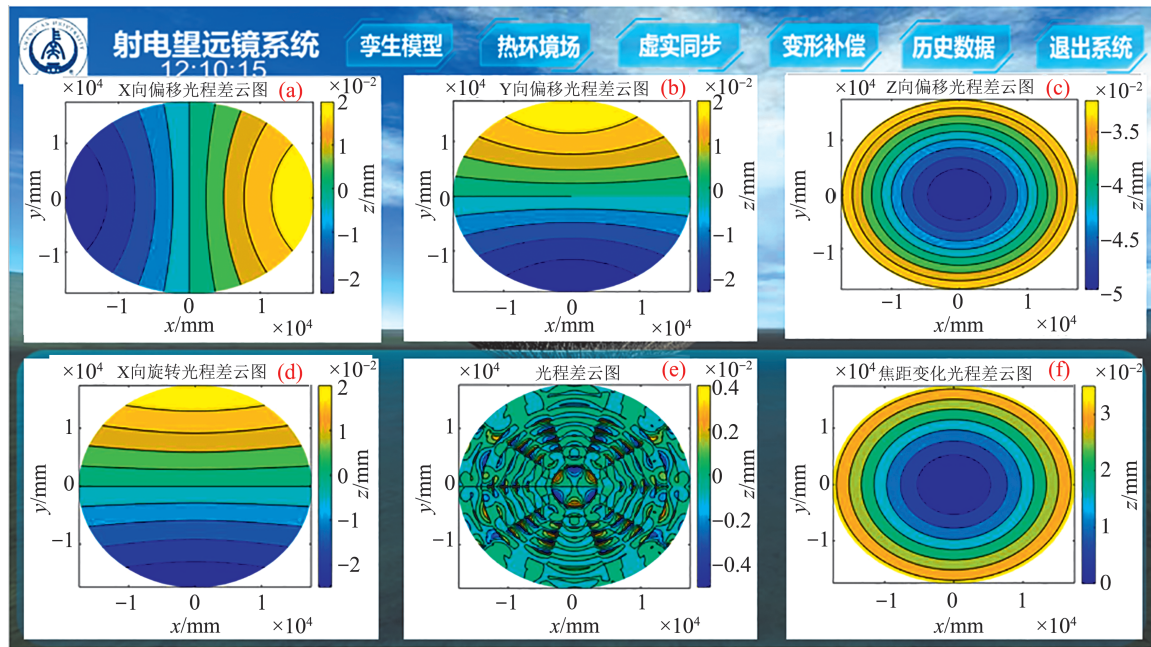 射电望远镜系统
12:10:15
孪生模型
热环境场
虚实同步
变形补偿
历史数据
退出系统
X向偏移光程差云图 (a)
×10⁴
×10⁻²
y/mm
1
0
−1
−1 0 1
x/mm
×10⁴
2
1
0
−1
−2
z/mm
Y向偏移光程差云图 (b)
×10⁴
×10⁻²
y/mm
1
0
−1
−1 0 1
x/mm
×10⁴
2
1
0
−1
−2
z/mm
Z向偏移光程差云图 (c)
×10⁴
×10⁻²
y/mm
1
0
−1
−1 0 1
x/mm
×10⁴
−3.5
−4
−4.5
−5
z/mm
X向旋转光程差云图 (d)
×10⁴
×10⁻²
y/mm
1
0
−1
−1 0 1
x/mm
×10⁴
2
1
0
−1
−2
z/mm
光程差云图 (e)
×10⁴
y/mm
1
0
−1
−1 0 1
x/mm
×10⁴
0.4
0.2
0
−0.2
−0.4
z/mm
焦距变化光程差云图 (f)
×10⁴
×10⁻²
y/mm
1
0
−1
−1 0 1
x/mm
×10⁴
3
2
1
0
z/mm